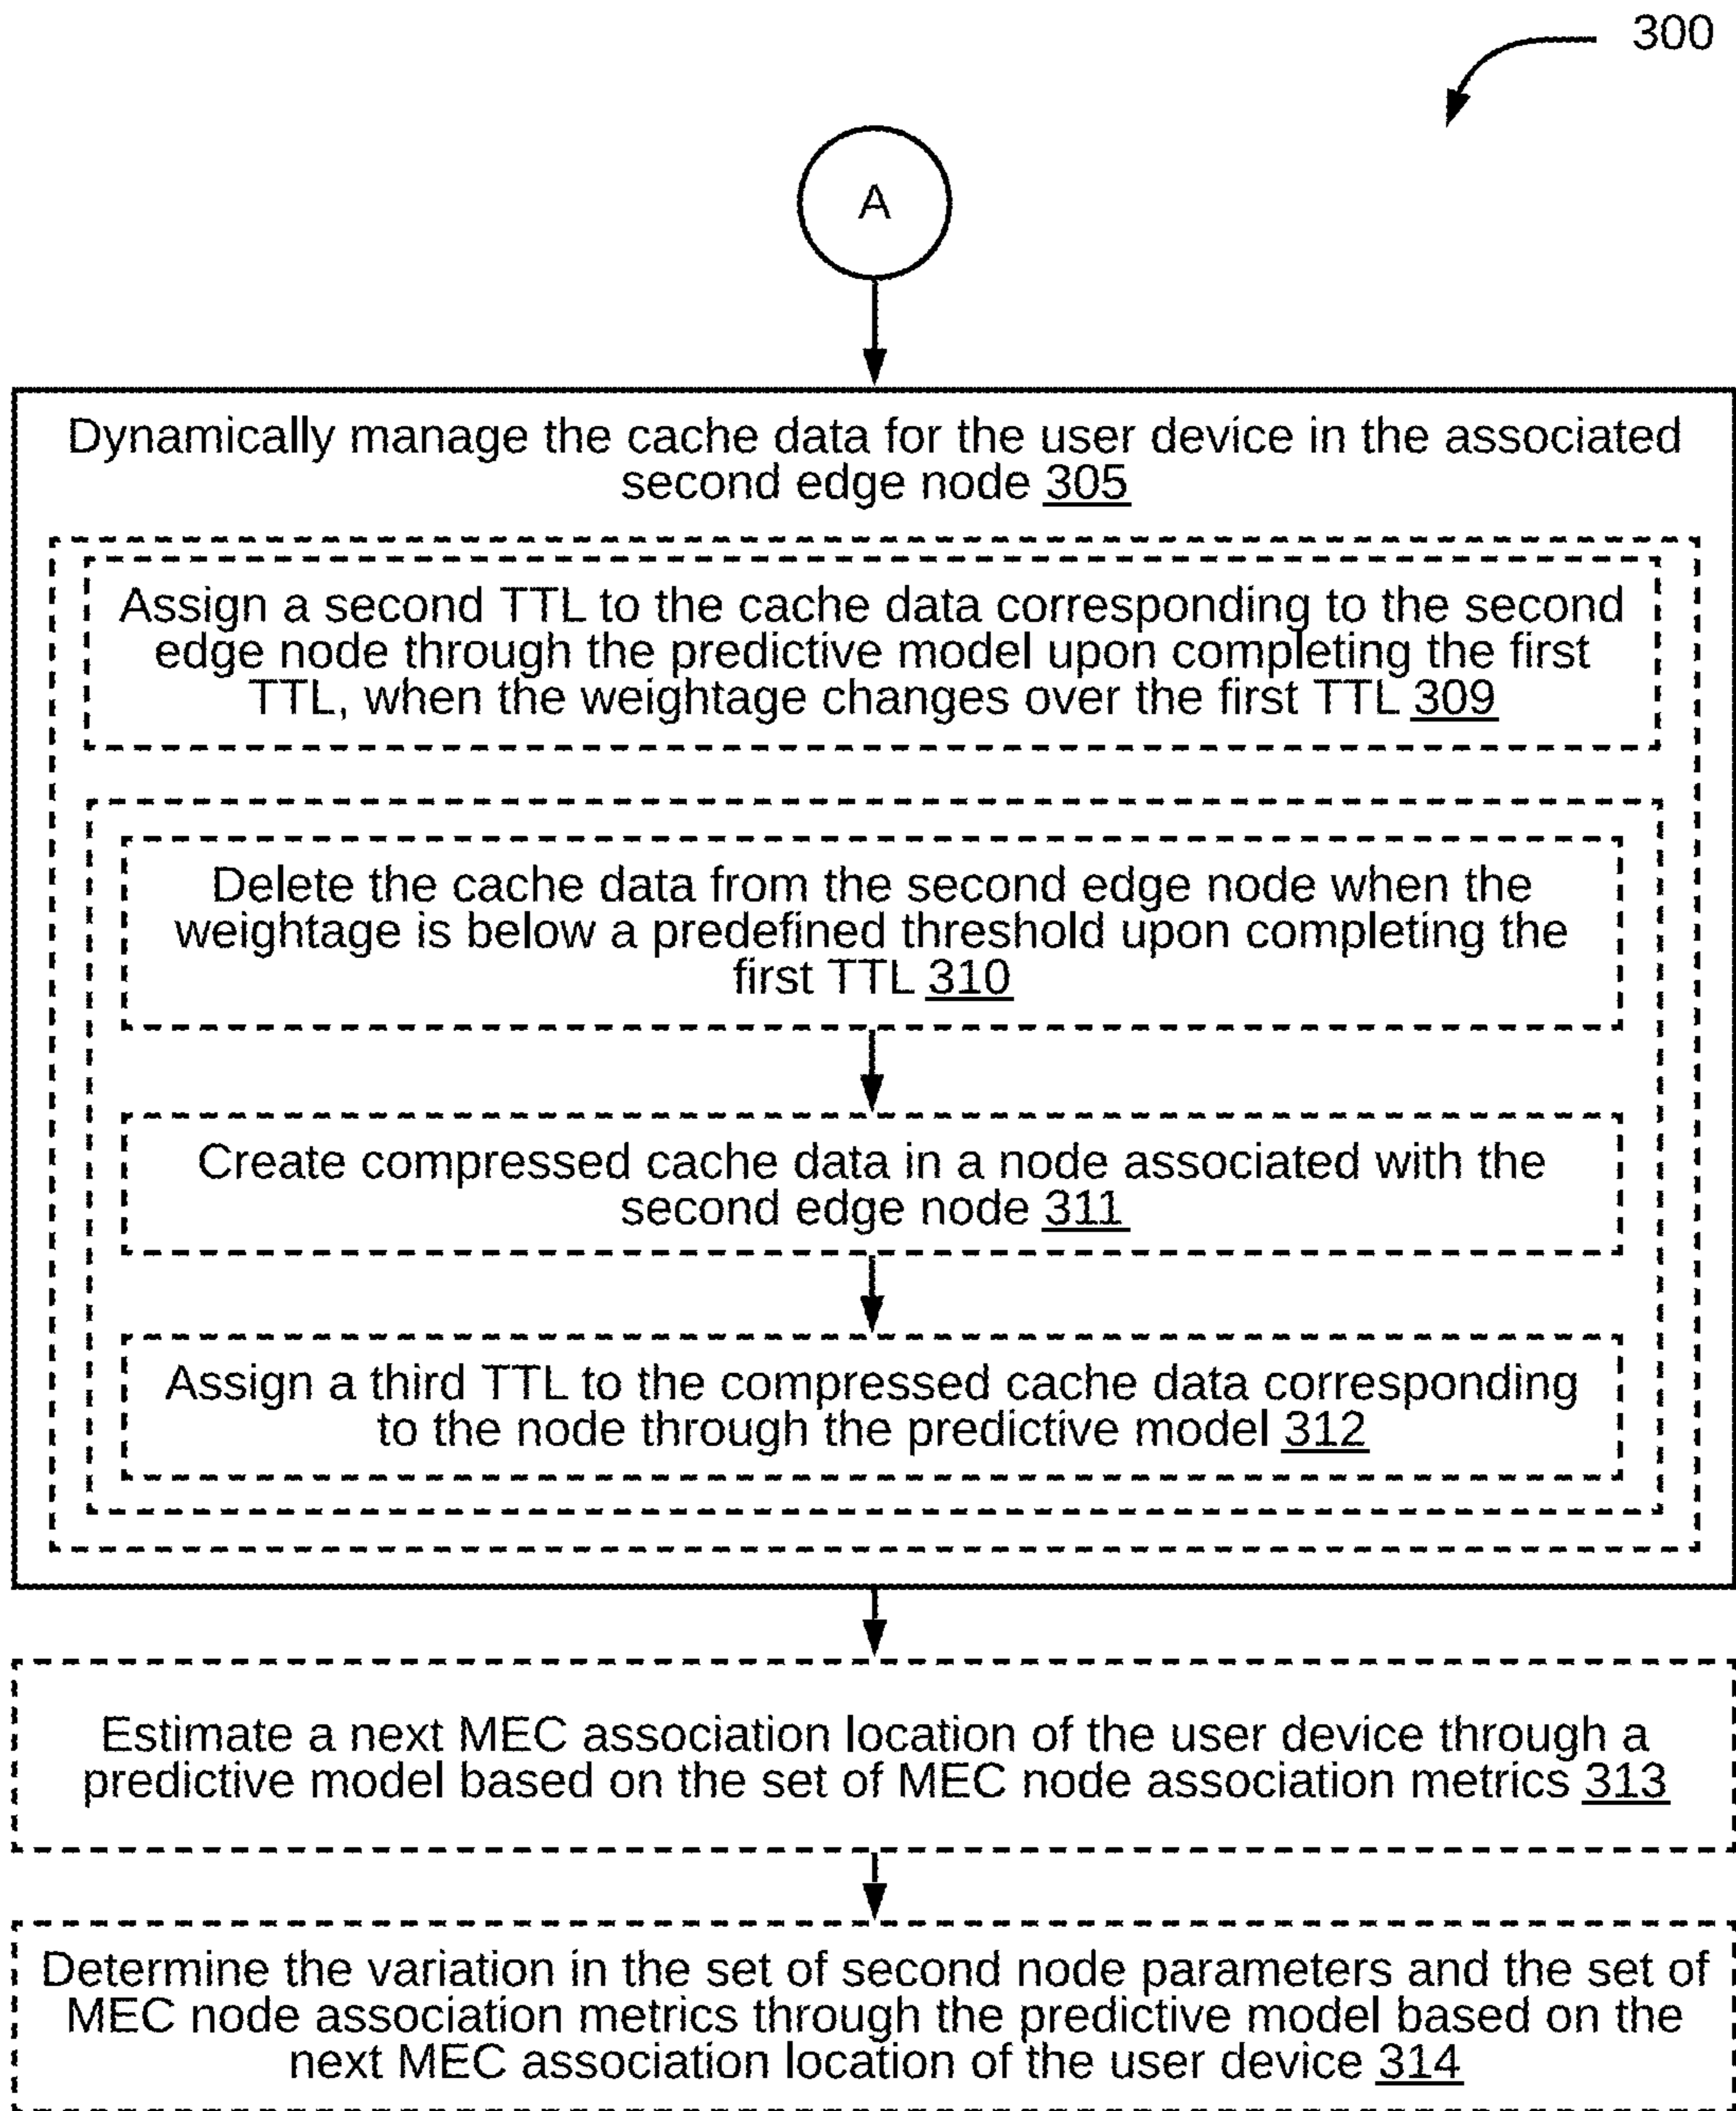 300
A
Dynamically manage the cache data for the user device in the associated
second edge node 305
Assign a second TTL to the cache data corresponding to the second
edge node through the predictive model upon completing the first
TTL, when the weightage changes over the first TTL 309
Delete the cache data from the second edge node when the
weightage is below a predefined threshold upon completing the
first TTL 310
Create compressed cache data in a node associated with the
second edge node 311
Assign a third TTL to the compressed cache data corresponding
to the node through the predictive model 312
Estimate a next MEC association location of the user device through a
predictive model based on the set of MEC node association metrics 313
Determine the variation in the set of second node parameters and the set of
MEC node association metrics through the predictive model based on the
next MEC association location of the user device 314